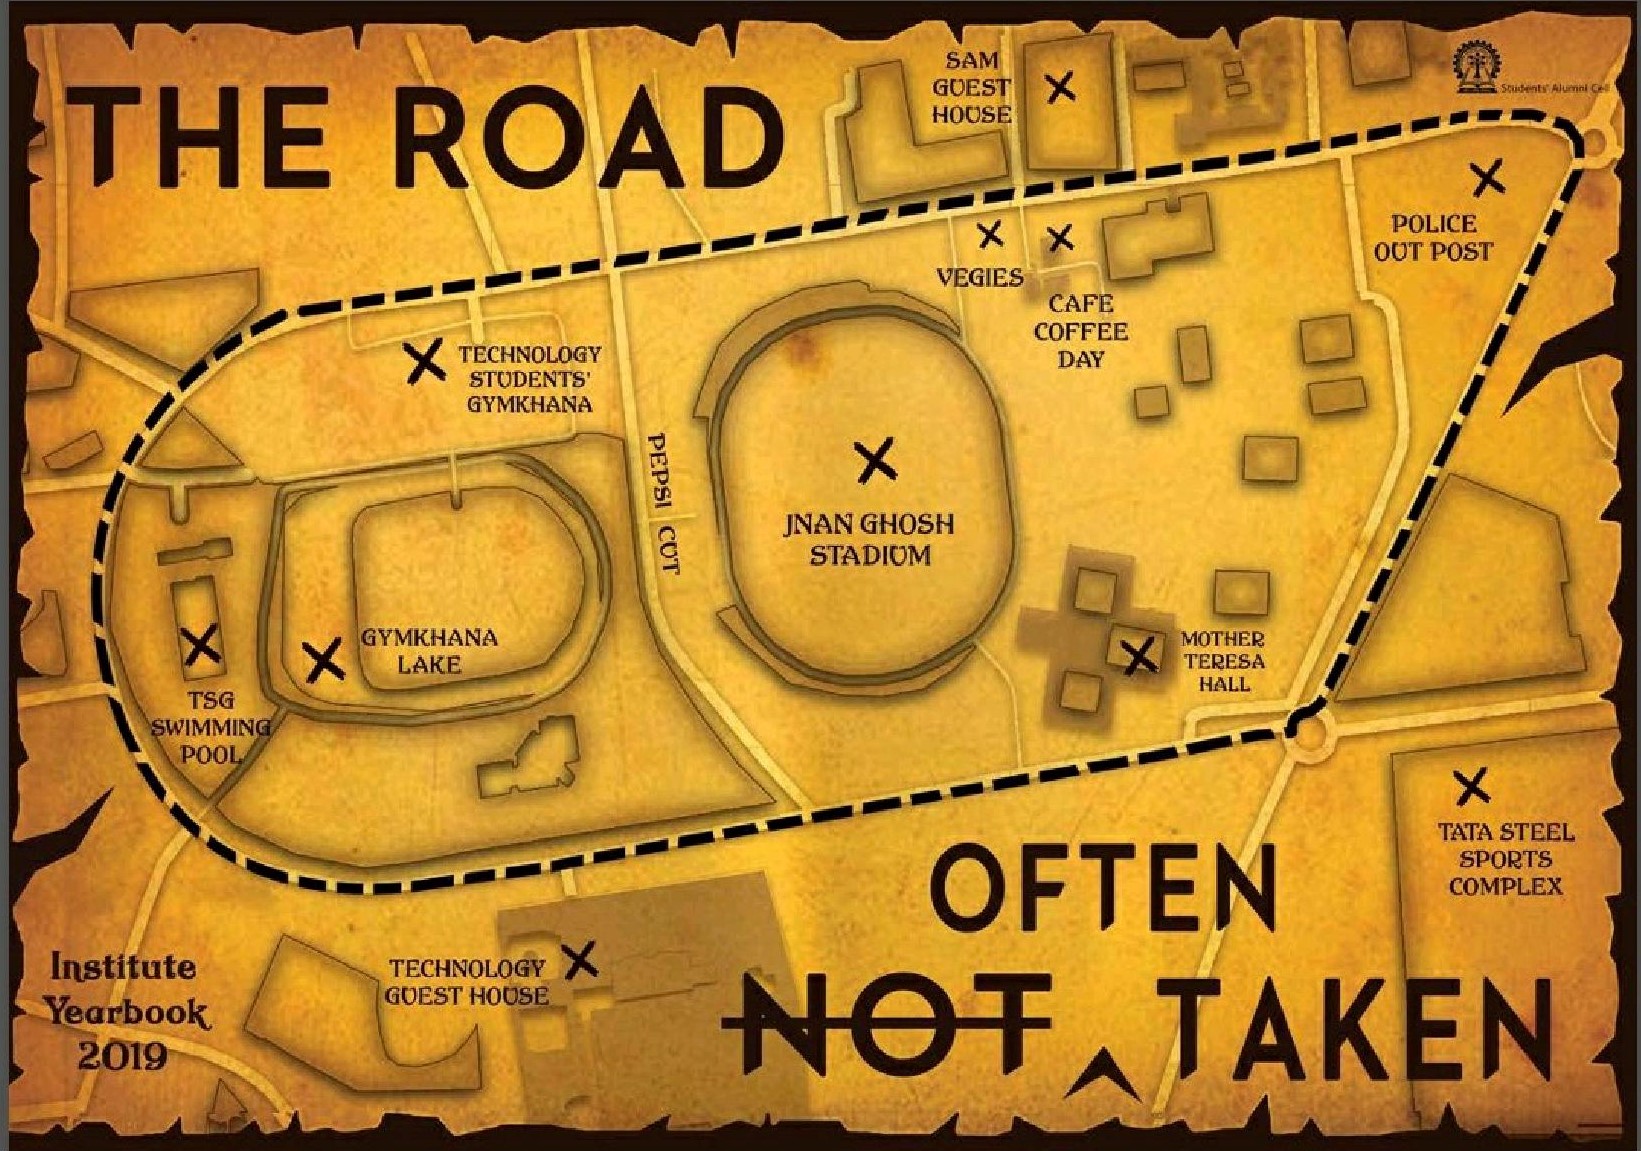 THE ROAD
SAM
GUEST
HOUSE
Students' Alumni Cell
POLICE
OUT POST
VEGIES
CAFE
COFFEE
DAY
TECHNOLOGY
STUDENTS'
GYMKHANA
PEPSI CUT
JNAN GHOSH
STADIUM
GYMKHANA
LAKE
MOTHER
TERESA
HALL
TSG
SWIMMING
POOL
TATA STEEL
SPORTS
COMPLEX
OFTEN
NOT TAKEN
TECHNOLOGY
GUEST HOUSE
Institute
Yearbook
2019